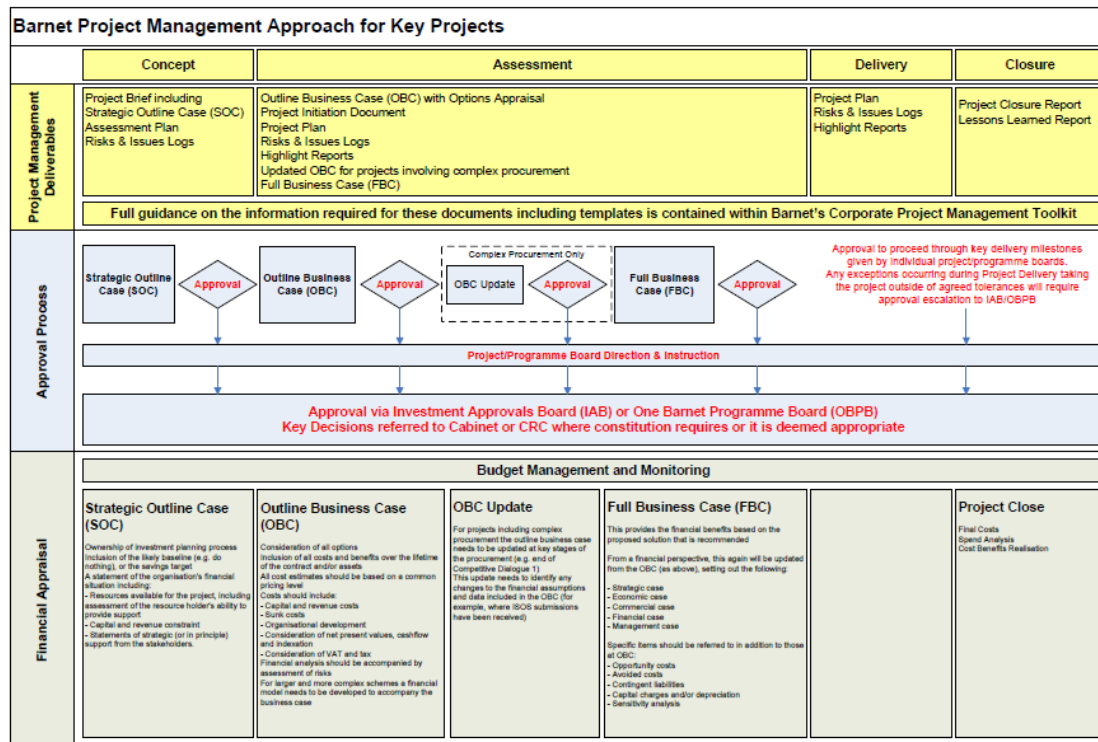 Barnet Project Management Approach for Key Projects
Concept
Assessment
Delivery
Closure
Project Management
Deliverables
Project Brief including
Strategic Outline Case (SOC)
Assessment Plan
Risks & Issues Logs
Outline Business Case (OBC) with Options Appraisal
Project Initiation Document
Project Plan
Risks & Issues Logs
Highlight Reports
Updated OBC for projects involving complex procurement
Full Business Case (FBC)
Project Plan
Risks & Issues Logs
Highlight Reports
Project Closure Report
Lessons Learned Report
Full guidance on the information required for these documents including templates is contained within Barnet's Corporate Project Management Toolkit
Approval Process
Strategic Outline
Case (SOC)
Approval
Outline Business
Case (OBC)
Approval
Complex Procurement Only
OBC Update
Approval
Full Business
Case (FBC)
Approval
Approval to proceed through key delivery milestones
given by individual project/programme boards.
Any exceptions occurring during Project Delivery taking
the project outside of agreed tolerances will require
approval escalation to IAB/OBPB
Project/Programme Board Direction & Instruction
Approval via Investment Approvals Board (IAB) or One Barnet Programme Board (OBPB)
Key Decisions referred to Cabinet or CRC where constitution requires or it is deemed appropriate
Financial Appraisal
Budget Management and Monitoring
Strategic Outline Case
(SOC)
Ownership of investment planning process
Inclusion of the likely baseline (e.g. do
nothing), or the savings target
A statement of the organisation's financial
situation including:
- Resources available for the project, including
assessment of the resource holder's ability to
provide support
- Capital and revenue constraint
- Statements of strategic (or in principle)
support from the stakeholders.
Outline Business Case
(OBC)
Consideration of all options
Inclusion of all costs and benefits over the lifetime
of the contract and/or assets
All cost estimates should be based on a common
pricing level
Costs should include:
- Capital and revenue costs
- Sunk costs
- Organisational development
- Consideration of net present values, cashflow
and indexation
- Consideration of VAT and tax
Financial analysis should be accompanied by
assessment of risks
For larger and more complex schemes a financial
model needs to be developed to accompany the
business case
OBC Update
For projects including complex
procurement the outline business case
needs to be updated at key stages of
the procurement (e.g. end of
Competitive Dialogue 1)
This update needs to identify any
changes to the financial assumptions
and data included in the OBC (for
example, where ISOS submissions
have been received)
Full Business Case (FBC)
This provides the financial benefits based on the
proposed solution that is recommended
From a financial perspective, this again will be updated
from the OBC (as above), setting out the following:
- Strategic case
- Economic case
- Commercial case
- Financial case
- Management case
Specific items should be referred to in addition to those
at OBC:
- Opportunity costs
- Avoided costs
- Contingent liabilities
- Capital charges and/or depreciation
- Sensitivity analysis
Project Close
Final Costs
Spend Analysis
Cost Benefits Realisation